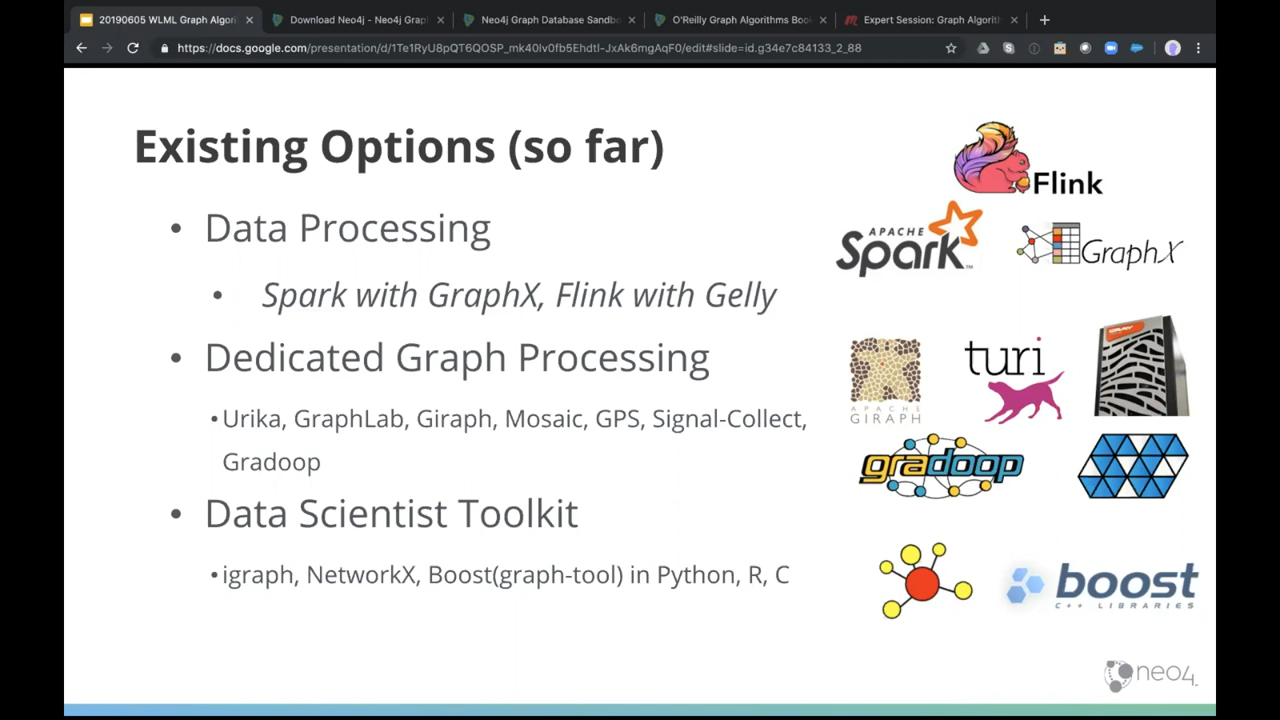 20190605 WLML Graph Algori
Download Neo4j - Neo4j Grap
Neo4j Graph Database Sandb
O'Reilly Graph Algorithms Boo
Expert Session: Graph Algorith
https://docs.google.com/presentation/d/1Te1RyU8pQT6QOSP_mk40lv0fb5Ehdtl-JxAk6mgAqF0/edit#slide=id.g34e7c84133_2_88
Existing Options (so far)
• Data Processing
• Spark with GraphX, Flink with Gelly
• Dedicated Graph Processing
• Urika, GraphLab, Giraph, Mosaic, GPS, Signal-Collect,
Gradoop
• Data Scientist Toolkit
• igraph, NetworkX, Boost(graph-tool) in Python, R, C
Flink
APACHE
Spark™
GraphX
APACHE
GIRAPH
turi
CRAY
gradoop
boost
C++ LIBRARIES
neo4j